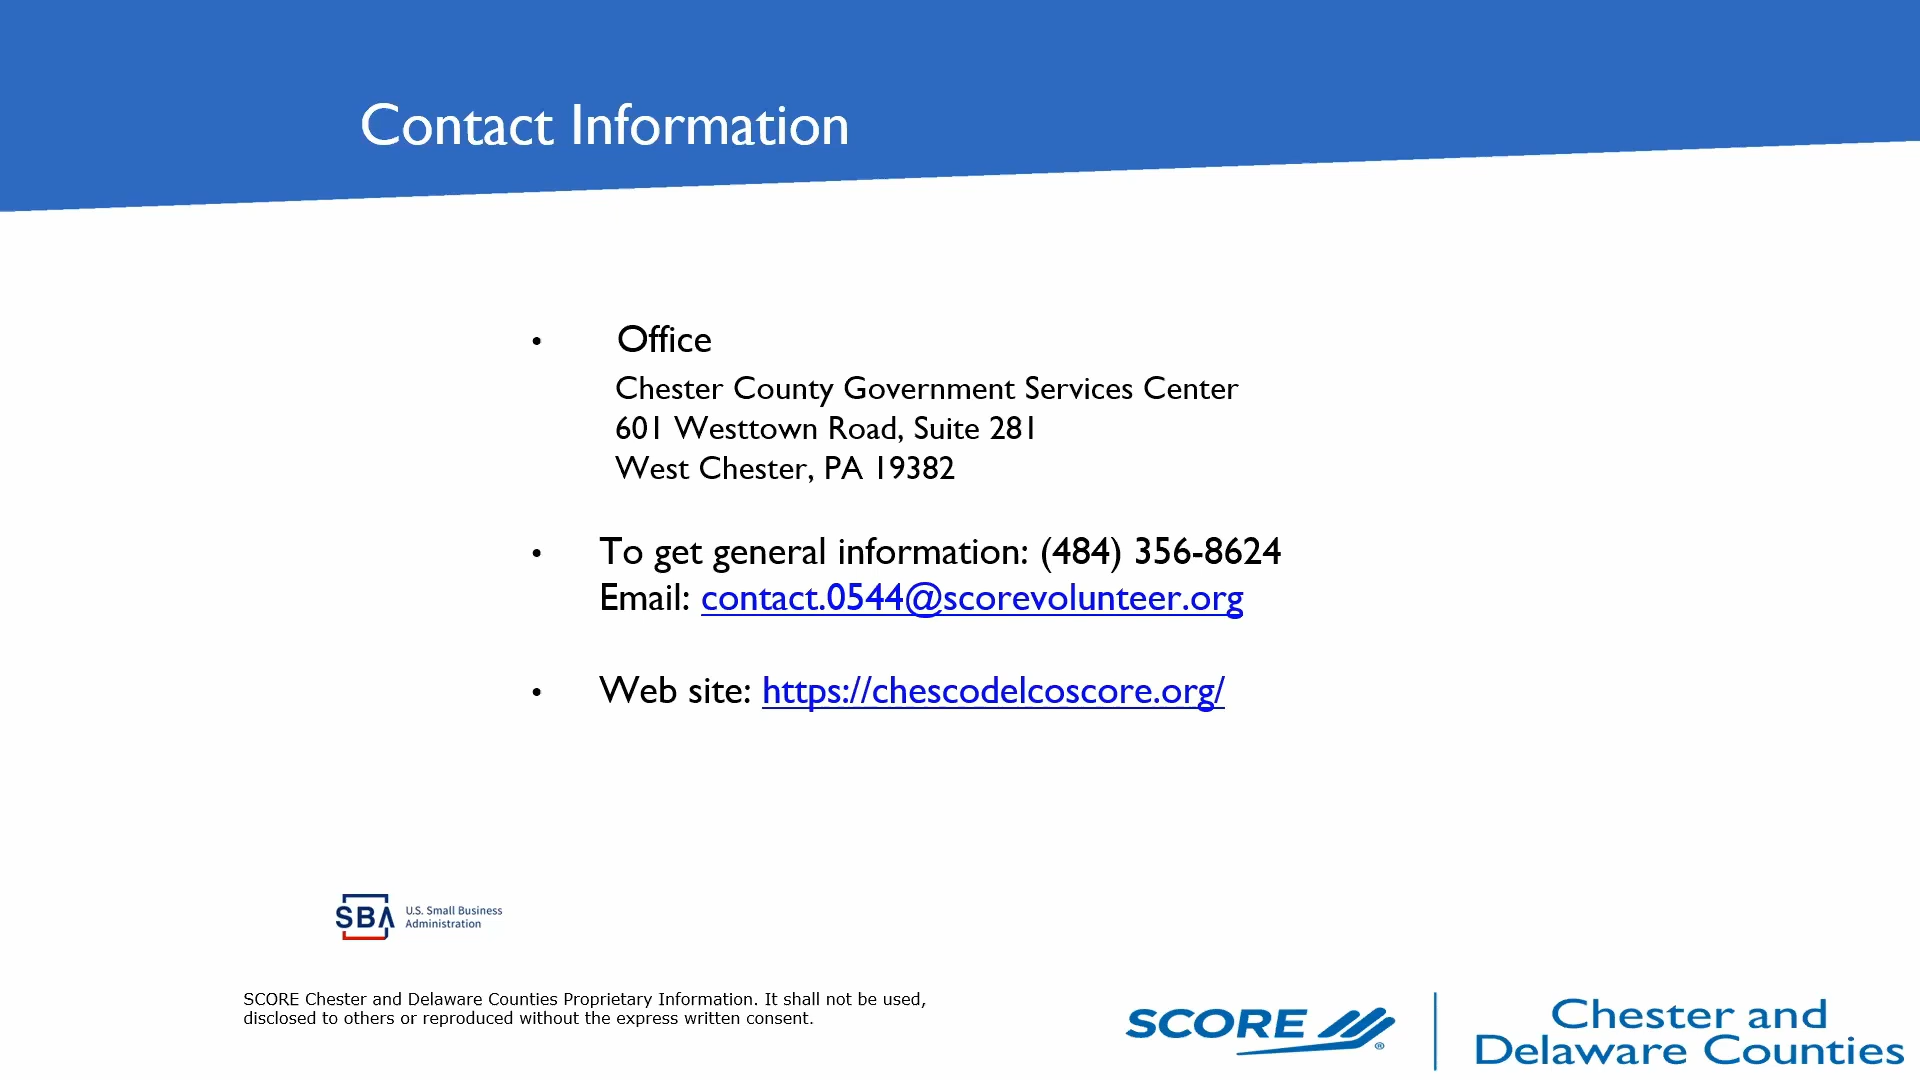 Contact Information
• Office
Chester County Government Services Center
601 Westtown Road, Suite 281
West Chester, PA 19382
• To get general information: (484) 356-8624
Email: contact.0544@scorevolunteer.org
• Web site: https://chescodelcoscore.org/
SBA
U.S. Small Business
Administration
SCORE Chester and Delaware Counties Proprietary Information. It shall not be used,
disclosed to others or reproduced without the express written consent.
SCORE ®
Chester and
Delaware Counties